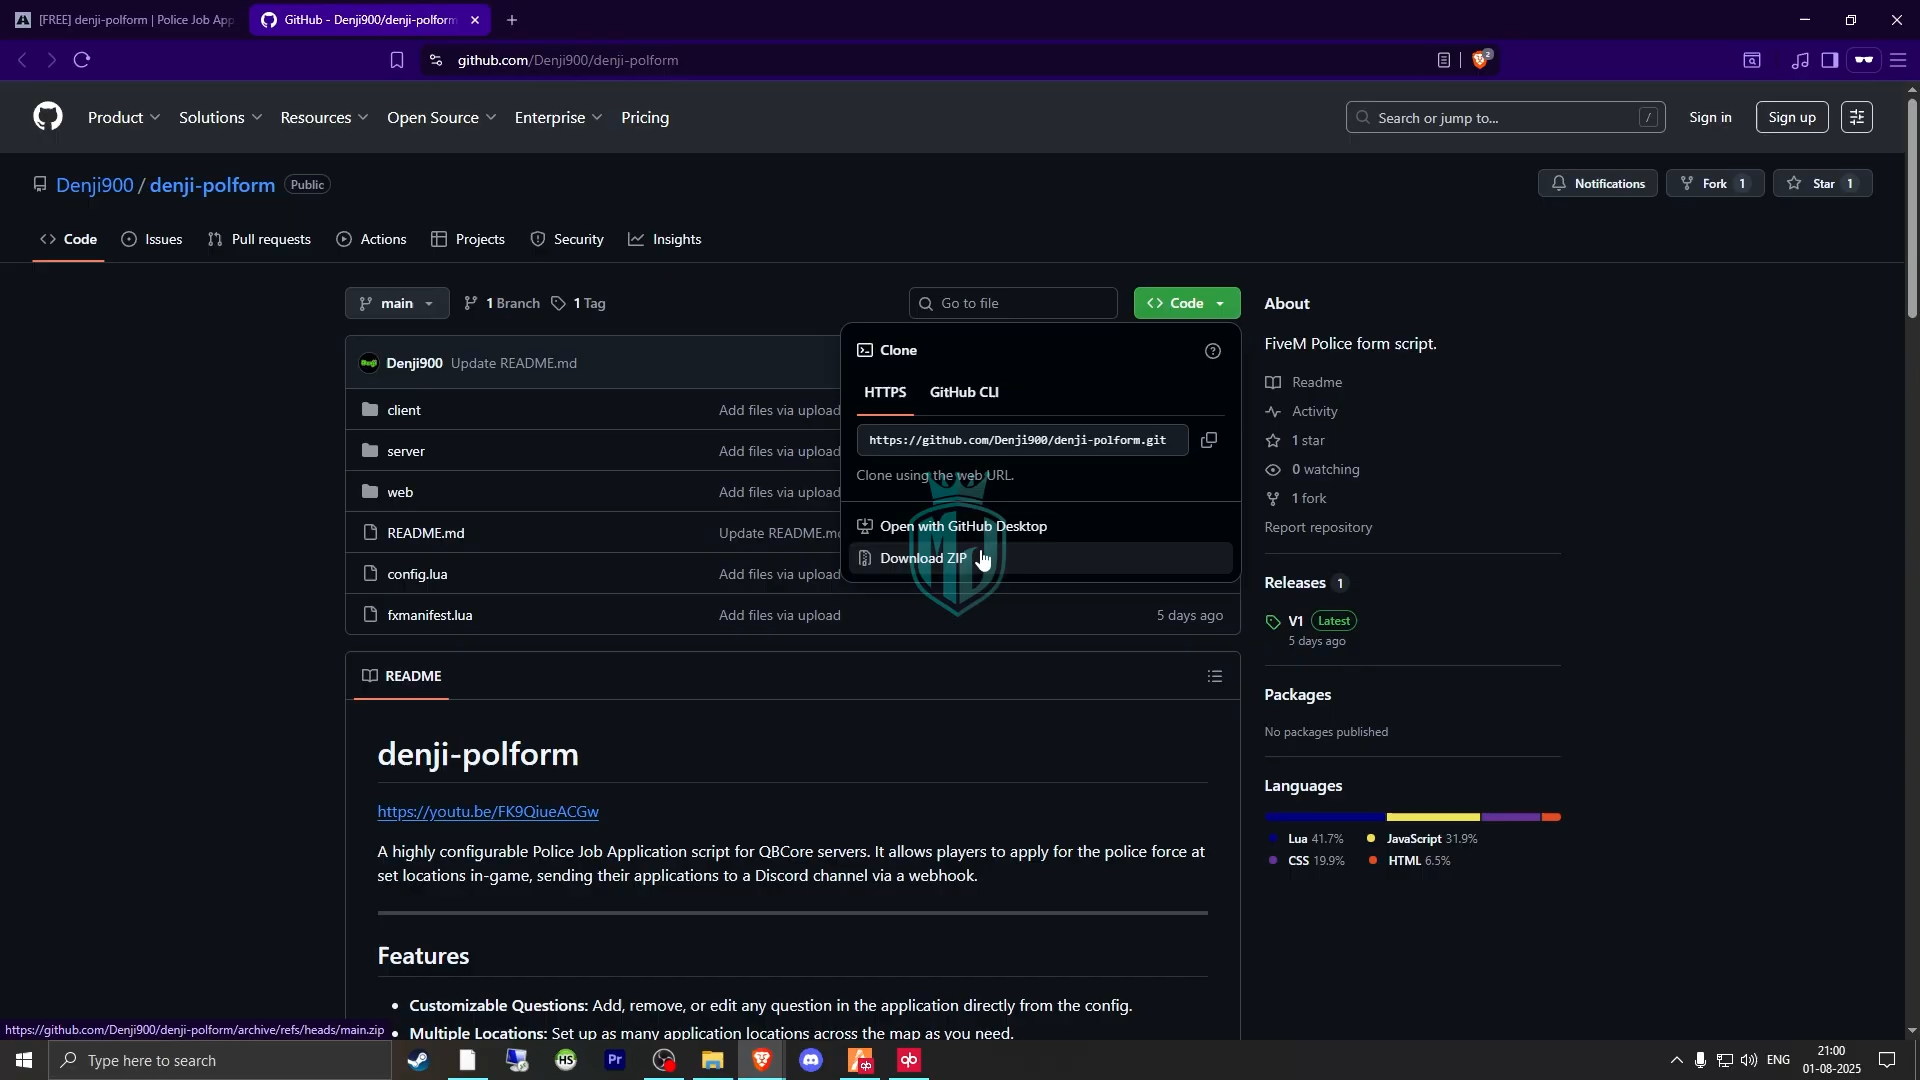 [FREE] denji-polform | Police Job App
GitHub - Denji900/denji-polform
github.com/Denji900/denji-polform
2
Product
Solutions
Resources
Open Source
Enterprise
Pricing
Search or jump to...
/
Sign in
Sign up
Denji900 / denji-polform
Public
Notifications
Fork 1
Star 1
Code
Issues
Pull requests
Actions
Projects
Security
Insights
main
1 Branch
1 Tag
Go to file
Code
About
FiveM Police form script.
Readme
Activity
1 star
0 watching
1 fork
Report repository
Denji900 Update README.md
client Add files via upload
server Add files via upload
web Add files via upload
README.md Update README.md
config.lua Add files via upload
fxmanifest.lua Add files via upload 5 days ago
Clone
HTTPS
GitHub CLI
https://github.com/Denji900/denji-polform.git
Clone using the web URL.
Open with GitHub Desktop
Download ZIP
Releases 1
V1 Latest
5 days ago
Packages
No packages published
Languages
Lua 41.7% JavaScript 31.9%
CSS 19.9% HTML 6.5%
README
denji-polform
https://youtu.be/FK9QiueACGw
A highly configurable Police Job Application script for QBCore servers. It allows players to apply for the police force at
set locations in-game, sending their applications to a Discord channel via a webhook.
Features
Customizable Questions: Add, remove, or edit any question in the application directly from the config.
Multiple Locations: Set up as many application locations across the map as you need.
https://github.com/Denji900/denji-polform/archive/refs/heads/main.zip
Type here to search
HS
Pr
qb
qb
ENG
21:00
01-08-2025